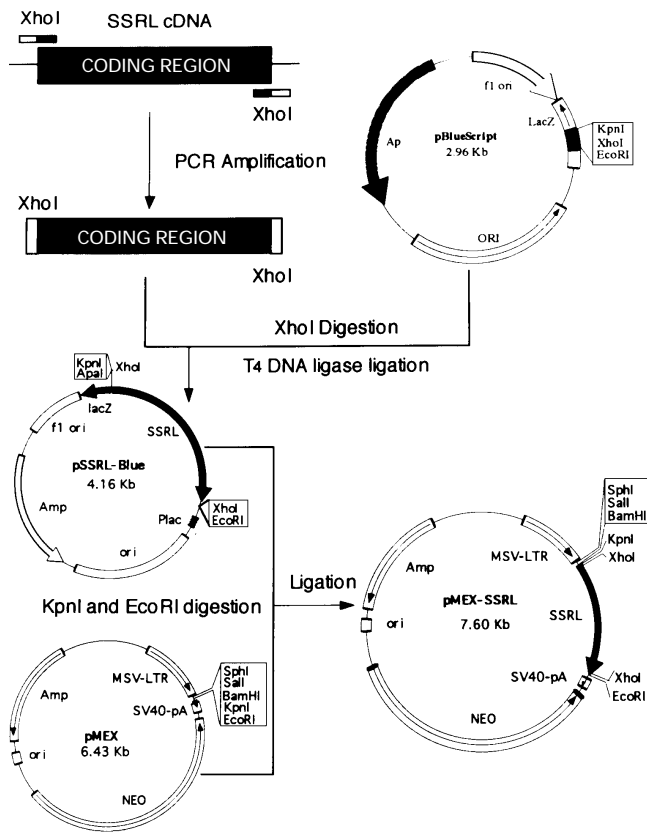 XhoI
SSRL cDNA
CODING REGION
XhoI
PCR Amplification
XhoI
CODING REGION
XhoI
f1 ori
LacZ
KpnI
XhoI
EcoRI
pBlueScript
2.96 Kb
Ap
ORI
XhoI Digestion
T4 DNA ligase ligation
KpnI
ApaI
XhoI
lacZ
f1 ori
SSRL
pSSRL-Blue
4.16 Kb
Amp
Plac
XhoI
EcoRI
ori
KpnI and EcoRI digestion
Ligation
MSV-LTR
SphI
SalI
BamHI
KpnI
EcoRI
Amp
SV40-pA
pMEX
6.43 Kb
ori
NEO
SphI
SalI
BamHI
KpnI
XhoI
MSV-LTR
Amp
pMEX-SSRL
7.60 Kb
SSRL
ori
SV40-pA
XhoI
EcoRI
NEO